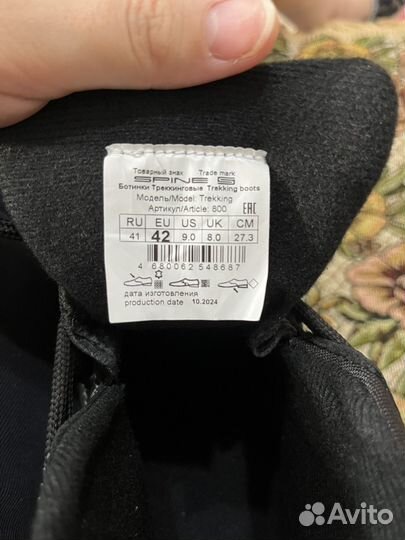 Товарный знак Trade mark
SPINE S
Ботинки Треккинговые Trekking boots
Модель/Model: Trekking
Артикул/Article: 800
EAC
RU EU US UK CM
41 42 9.0 8.0 27.3
4 680062 548687
дата изготовления
production date 10.2024
Avito